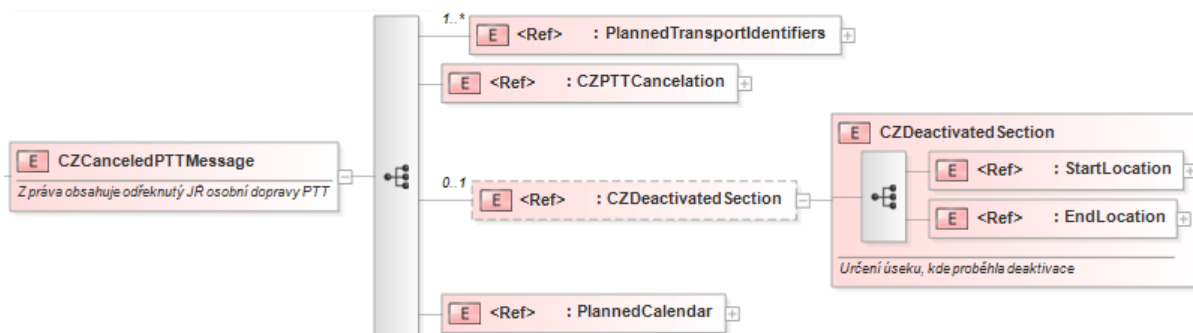 1..*
E <Ref> : PlannedTransportIdentifiers
E <Ref> : CZPTTCancelation
E CZDeactivatedSection
E CZCanceledPTTMessage
Zpráva obsahuje odřeknutý JŘ osobní dopravy PTT
E <Ref> : StartLocation
0..1
E <Ref> : CZDeactivatedSection
E <Ref> : EndLocation
Určení úseku, kde proběhla deaktivace
E <Ref> : PlannedCalendar